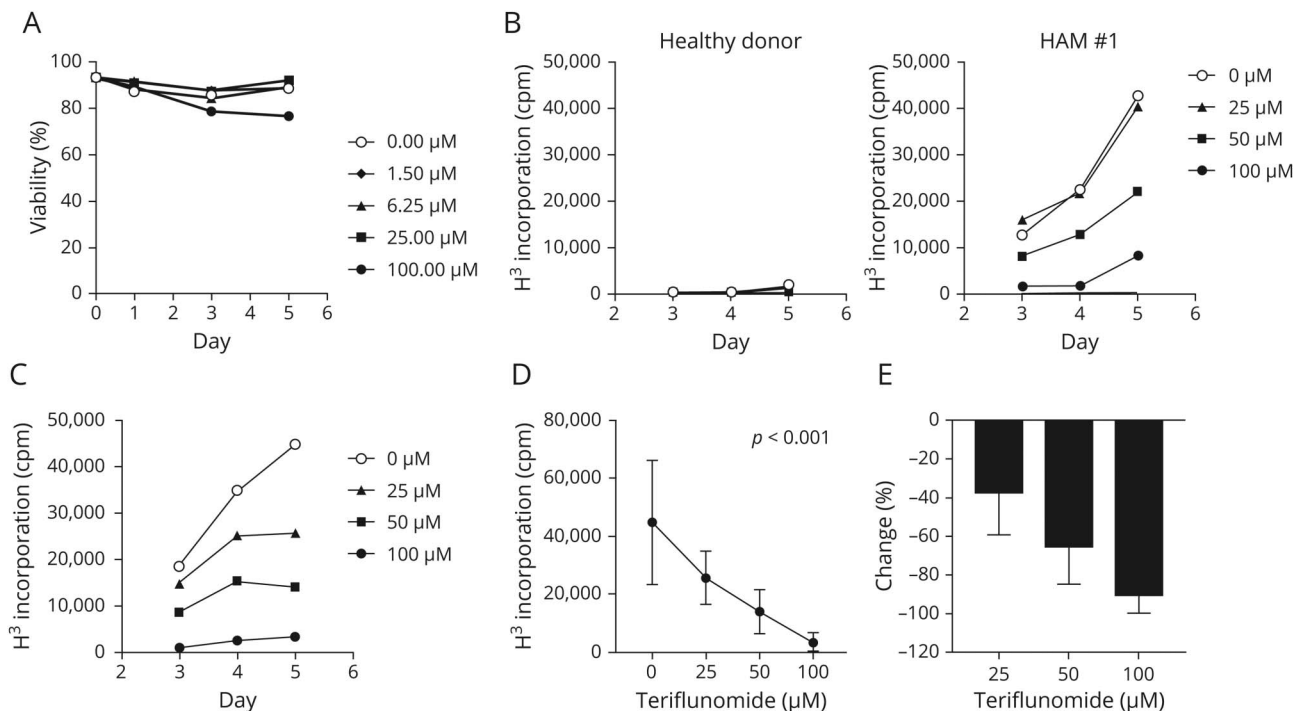 A
Viability (%)
100
80
60
40
20
0
0 1 2 3 4 5 6
Day
0.00 µM
1.50 µM
6.25 µM
25.00 µM
100.00 µM
B
Healthy donor
H³ incorporation (cpm)
50,000
40,000
30,000
20,000
10,000
0
2 3 4 5 6
Day
HAM #1
H³ incorporation (cpm)
50,000
40,000
30,000
20,000
10,000
0
2 3 4 5 6
Day
0 µM
25 µM
50 µM
100 µM
C
H³ incorporation (cpm)
50,000
40,000
30,000
20,000
10,000
0
2 3 4 5 6
Day
0 µM
25 µM
50 µM
100 µM
D
H³ incorporation (cpm)
80,000
60,000
40,000
20,000
0
p < 0.001
0 25 50 100
Teriflunomide (µM)
E
Change (%)
0
−20
−40
−60
−80
−100
−120
25 50 100
Teriflunomide (µM)